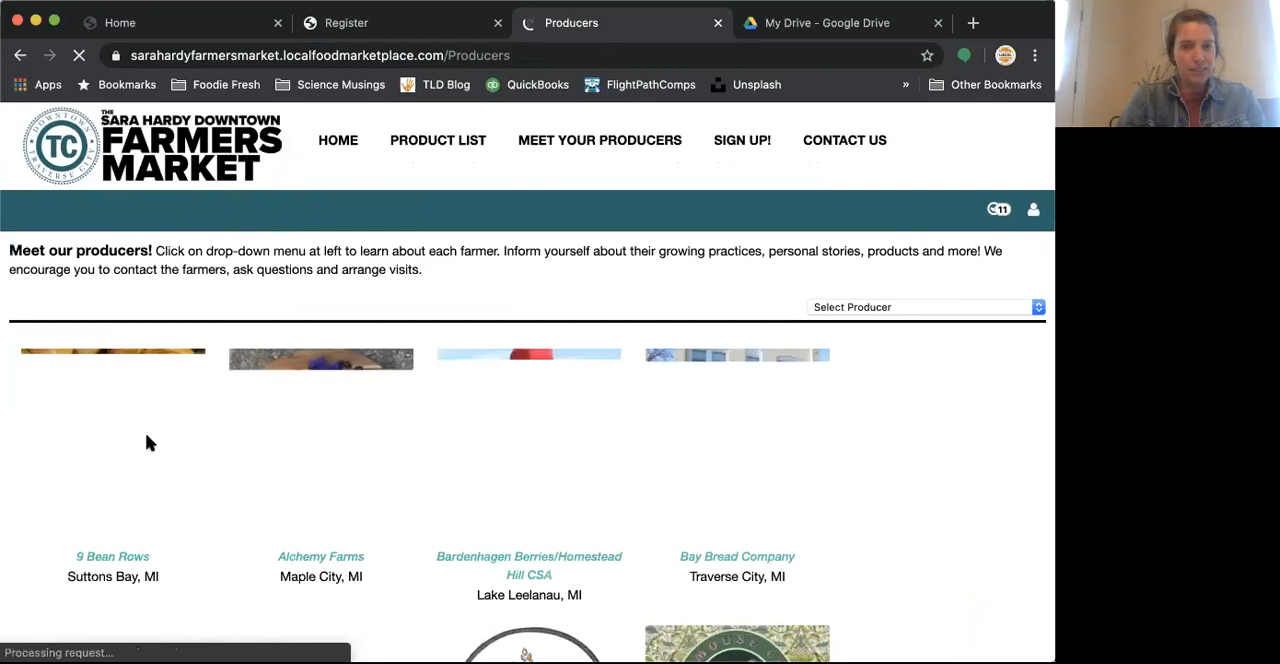 Home
Register
Producers
My Drive - Google Drive
sarahardyfarmersmarket.localfoodmarketplace.com/Producers
Apps
Bookmarks
Foodie Fresh
Science Musings
TLD Blog
QuickBooks
FlightPathComps
Unsplash
»
Other Bookmarks
DOWNTOWN
TC
TRAVERSE CITY
THE
SARA HARDY DOWNTOWN
FARMERS
MARKET
HOME
PRODUCT LIST
MEET YOUR PRODUCERS
SIGN UP!
CONTACT US
11
Meet our producers! Click on drop-down menu at left to learn about each farmer. Inform yourself about their growing practices, personal stories, products and more! We
encourage you to contact the farmers, ask questions and arrange visits.
Select Producer
9 Bean Rows
Suttons Bay, MI
Alchemy Farms
Maple City, MI
Bardenhagen Berries/Homestead
Hill CSA
Lake Leelanau, MI
Bay Bread Company
Traverse City, MI
Processing request...